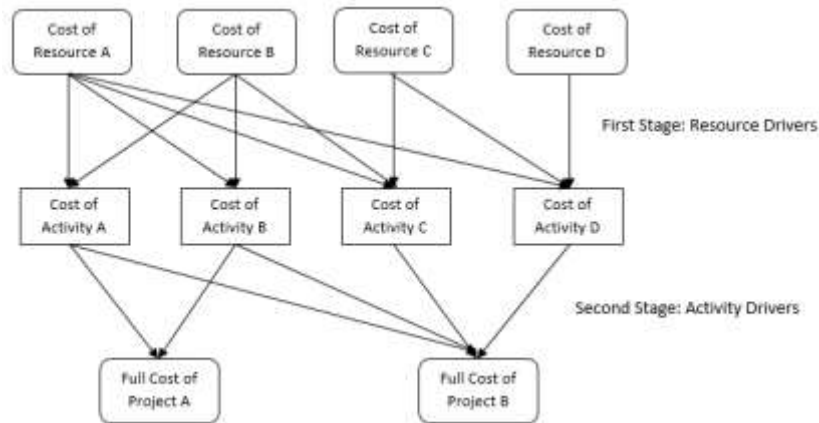 Cost of
Resource A
Cost of
Resource B
Cost of
Resource C
Cost of
Resource D
First Stage: Resource Drivers
Cost of
Activity A
Cost of
Activity B
Cost of
Activity C
Cost of
Activity D
Second Stage: Activity Drivers
Full Cost of
Project A
Full Cost of
Project B